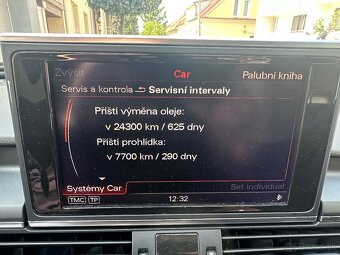 Zvýšit Car Palubní kniha
Servis a kontrola Servisní intervaly
Příští výměna oleje:
v 24300 km / 625 dny
Příští prohlídka:
v 7700 km / 290 dny
Systémy Car Set individual
TMC TP 12:32